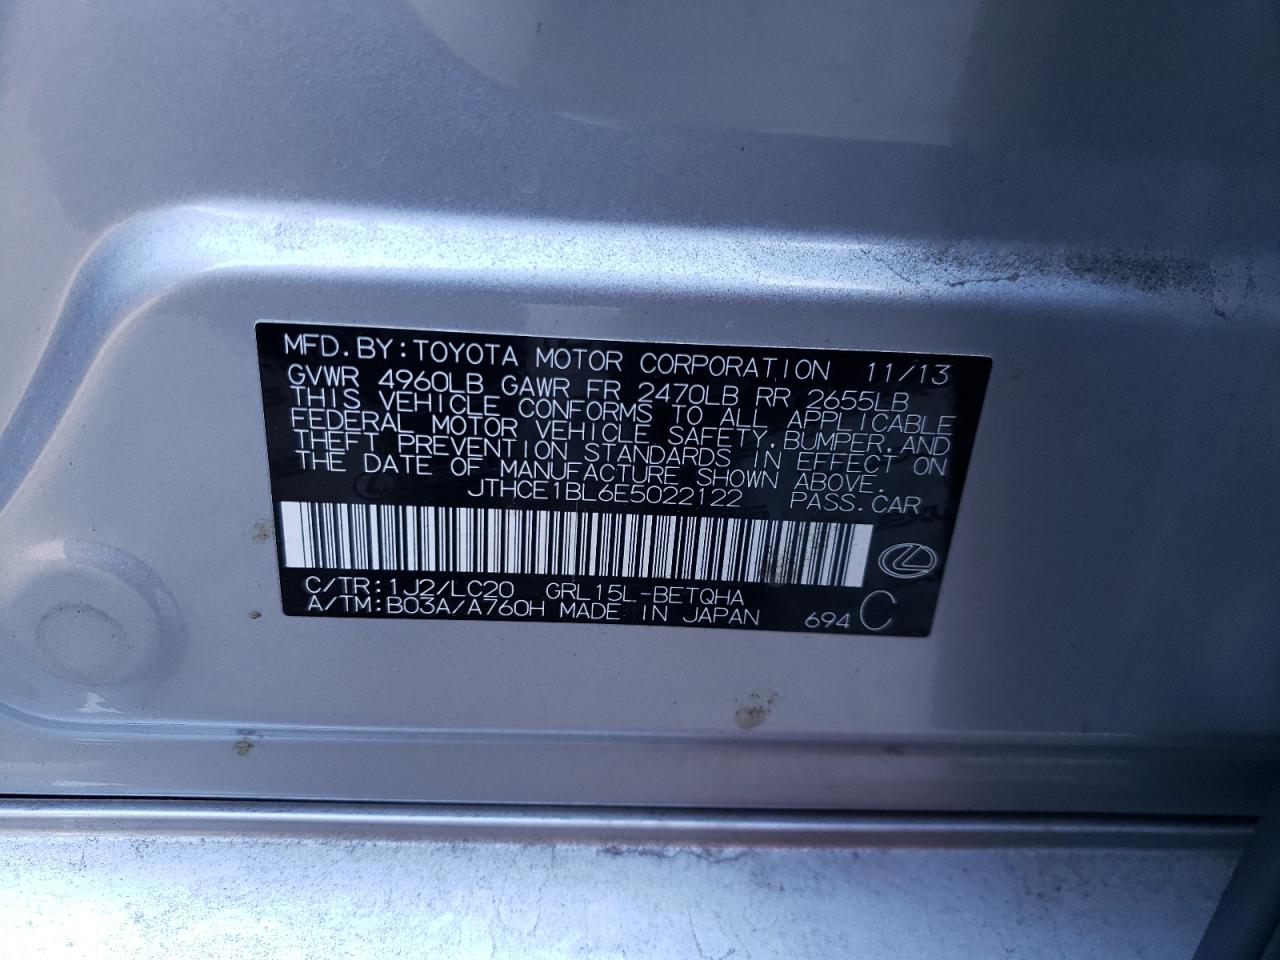 MFD.BY:TOYOTA MOTOR CORPORATION 11/13
GVWR 4960LB GAWR FR 2470LB RR 2655LB
THIS VEHICLE CONFORMS TO ALL APPLICABLE
FEDERAL MOTOR VEHICLE SAFETY,BUMPER,AND
THEFT PREVENTION STANDARDS IN EFFECT ON
THE DATE OF MANUFACTURE SHOWN ABOVE.
JTHCE1BL6E5022122 PASS.CAR
C/TR:1J2/LC20 GRL15L-BETQHA
A/TM:B03A/A760H MADE IN JAPAN 694 C